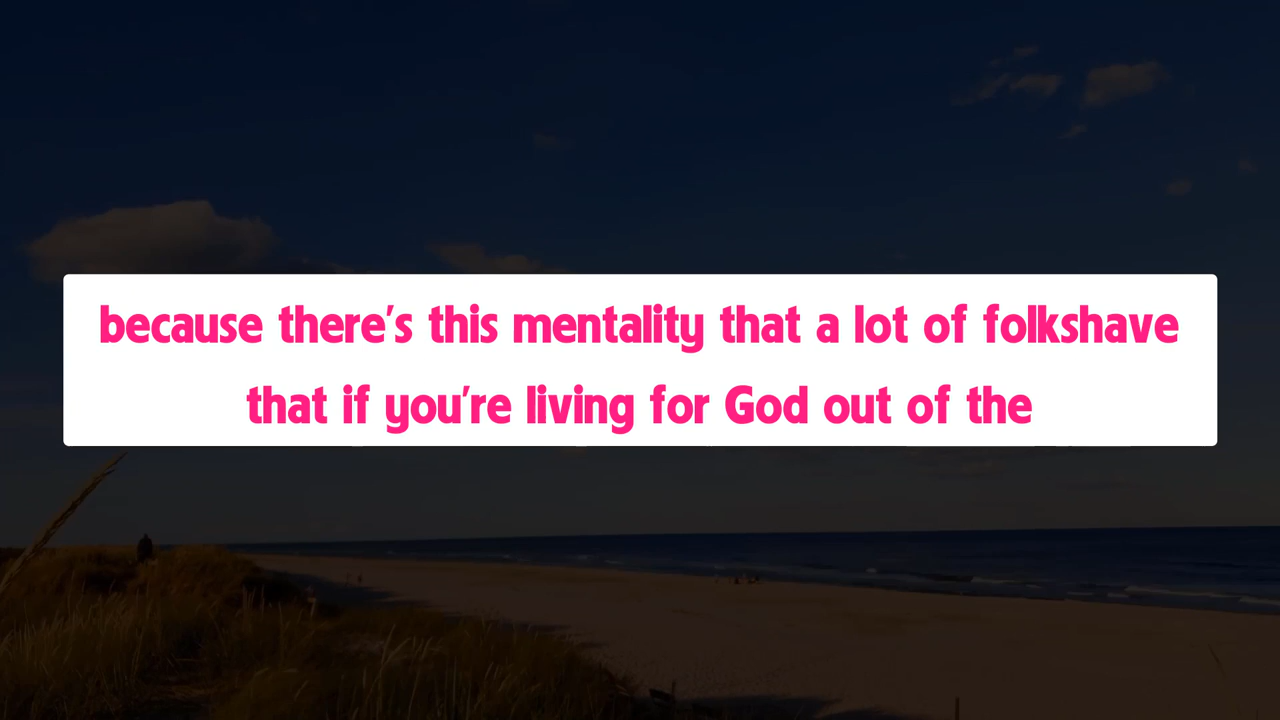 because there's this mentality that a lot of folkshave
that if you're living for God out of the